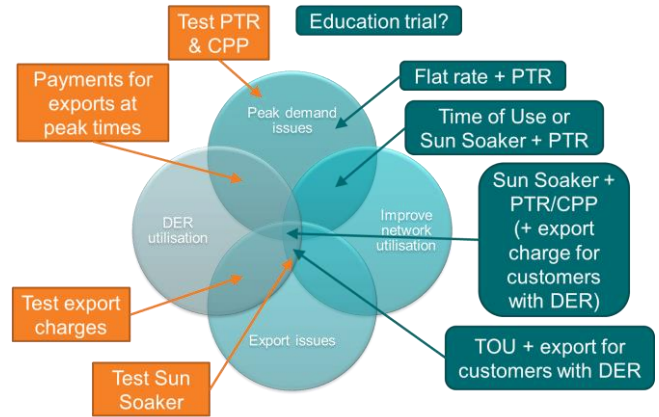 Test PTR
& CPP
Education trial?
Payments for
exports at
peak times
Flat rate + PTR
Peak demand
issues
Time of Use or
Sun Soaker + PTR
DER
utilisation
Improve
network
utilisation
Sun Soaker +
PTR/CPP
(+ export
charge for
customers
with DER)
Test export
charges
Export issues
TOU + export for
customers with DER
Test Sun
Soaker